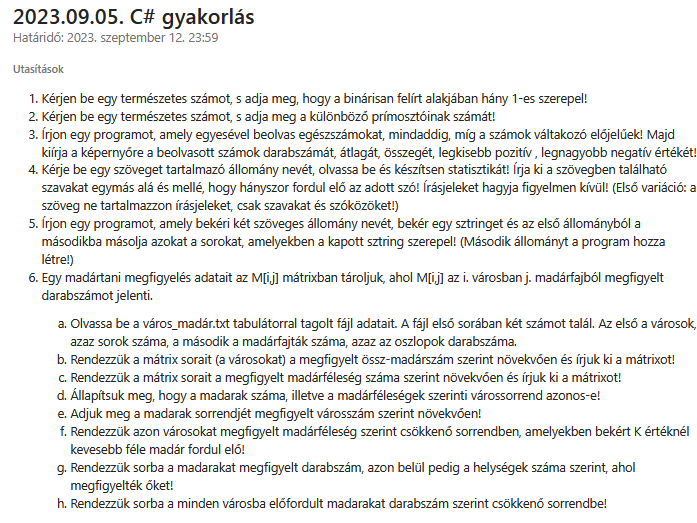 2023.09.05. C# gyakorlás
Határidő: 2023. szeptember 12. 23:59
Utasítások
1. Kérjen be egy természetes számot, s adja meg, hogy a binárisan felírt alakjában hány 1-es szerepel!
2. Kérjen be egy természetes számot, s adja meg a különböző prímosztóinak számát!
3. Írjon egy programot, amely egyesével beolvas egészszámokat, mindaddig, míg a számok váltakozó előjelűek! Majd
kiírja a képernyőre a beolvasott számok darabszámát, átlagát, összegét, legkisebb pozitív , legnagyobb negatív értékét!
4. Kérje be egy szöveget tartalmazó állomány nevét, olvassa be és készítsen statisztikát! Írja ki a szövegben található
szavakat egymás alá és mellé, hogy hányszor fordul elő az adott szó! Írásjeleket hagyja figyelmen kívül! (Első variáció: a
szöveg ne tartalmazzon írásjeleket, csak szavakat és szóközöket!)
5. Írjon egy programot, amely bekéri két szöveges állomány nevét, bekér egy sztringet és az első állományból a
másodikba másolja azokat a sorokat, amelyekben a kapott sztring szerepel! (Második állományt a program hozza
létre!)
6. Egy madártani megfigyelés adatait az M[i,j] mátrixban tároljuk, ahol M[i,j] az i. városban j. madárfajból megfigyelt
darabszámot jelenti.
a. Olvassa be a város_madár.txt tabulátorral tagolt fájl adatait. A fájl első sorában két számot talál. Az első a városok,
azaz sorok száma, a második a madárfajták száma, azaz az oszlopok darabszáma.
b. Rendezzük a mátrix sorait (a városokat) a megfigyelt össz-madárszám szerint növekvően és írjuk ki a mátrixot!
c. Rendezzük a mátrix sorait a megfigyelt madárféleség száma szerint növekvően és írjuk ki a mátrixot!
d. Állapítsuk meg, hogy a madarak száma, illetve a madárféleségek szerinti várossorrend azonos-e!
e. Adjuk meg a madarak sorrendjét megfigyelt városszám szerint növekvően!
f. Rendezzük azon városokat megfigyelt madárféleség szerint csökkenő sorrendben, amelyekben bekért K értéknél
kevesebb féle madár fordul elő!
g. Rendezzük sorba a madarakat megfigyelt darabszám, azon belül pedig a helységek száma szerint, ahol
megfigyelték őket!
h. Rendezzük sorba a minden városba előfordult madarakat darabszám szerint csökkenő sorrendbe!